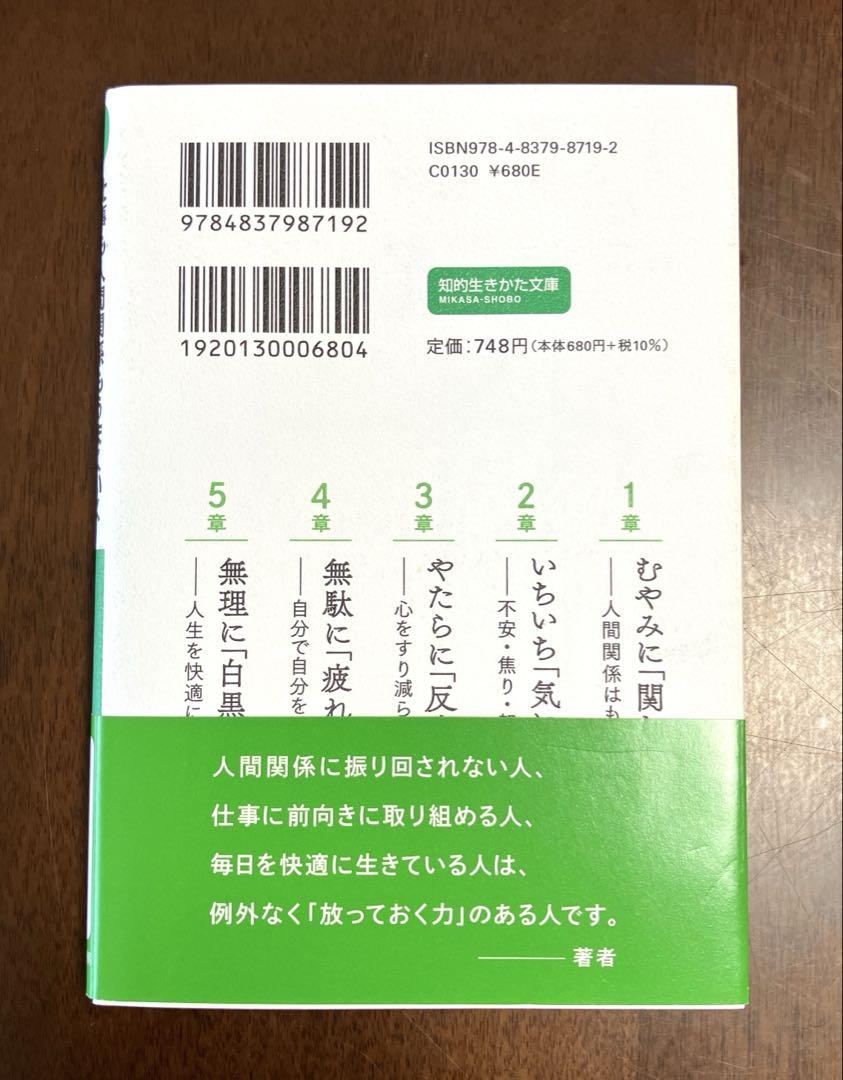 ISBN978-4-8379-8719-2
C0130 ¥680E
9784837987192
1920130006804
知的生きかた文庫
MIKASA-SHOBO
定価:748円(本体680円+税10%)
1章
むやみに「関
――人間関係はも
2章
いちいち「気
――不安・焦り・
3章
やたらに「反
――心をすり減ら
4章
無駄に「疲れ
――自分で自分を
5章
無理に「白黒
――人生を快適に
人間関係に振り回されない人、
仕事に前向きに取り組める人、
毎日を快適に生きている人は、
例外なく「放っておく力」のある人です。
――著者